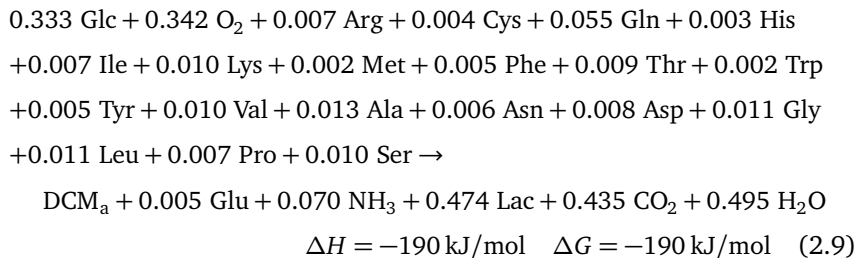 0.333 Glc + 0.342 O₂ + 0.007 Arg + 0.004 Cys + 0.055 Gln + 0.003 His
+0.007 Ile + 0.010 Lys + 0.002 Met + 0.005 Phe + 0.009 Thr + 0.002 Trp
+0.005 Tyr + 0.010 Val + 0.013 Ala + 0.006 Asn + 0.008 Asp + 0.011 Gly
+0.011 Leu + 0.007 Pro + 0.010 Ser →
DCMₐ + 0.005 Glu + 0.070 NH₃ + 0.474 Lac + 0.435 CO₂ + 0.495 H₂O
ΔH = −190 kJ/mol ΔG = −190 kJ/mol (2.9)